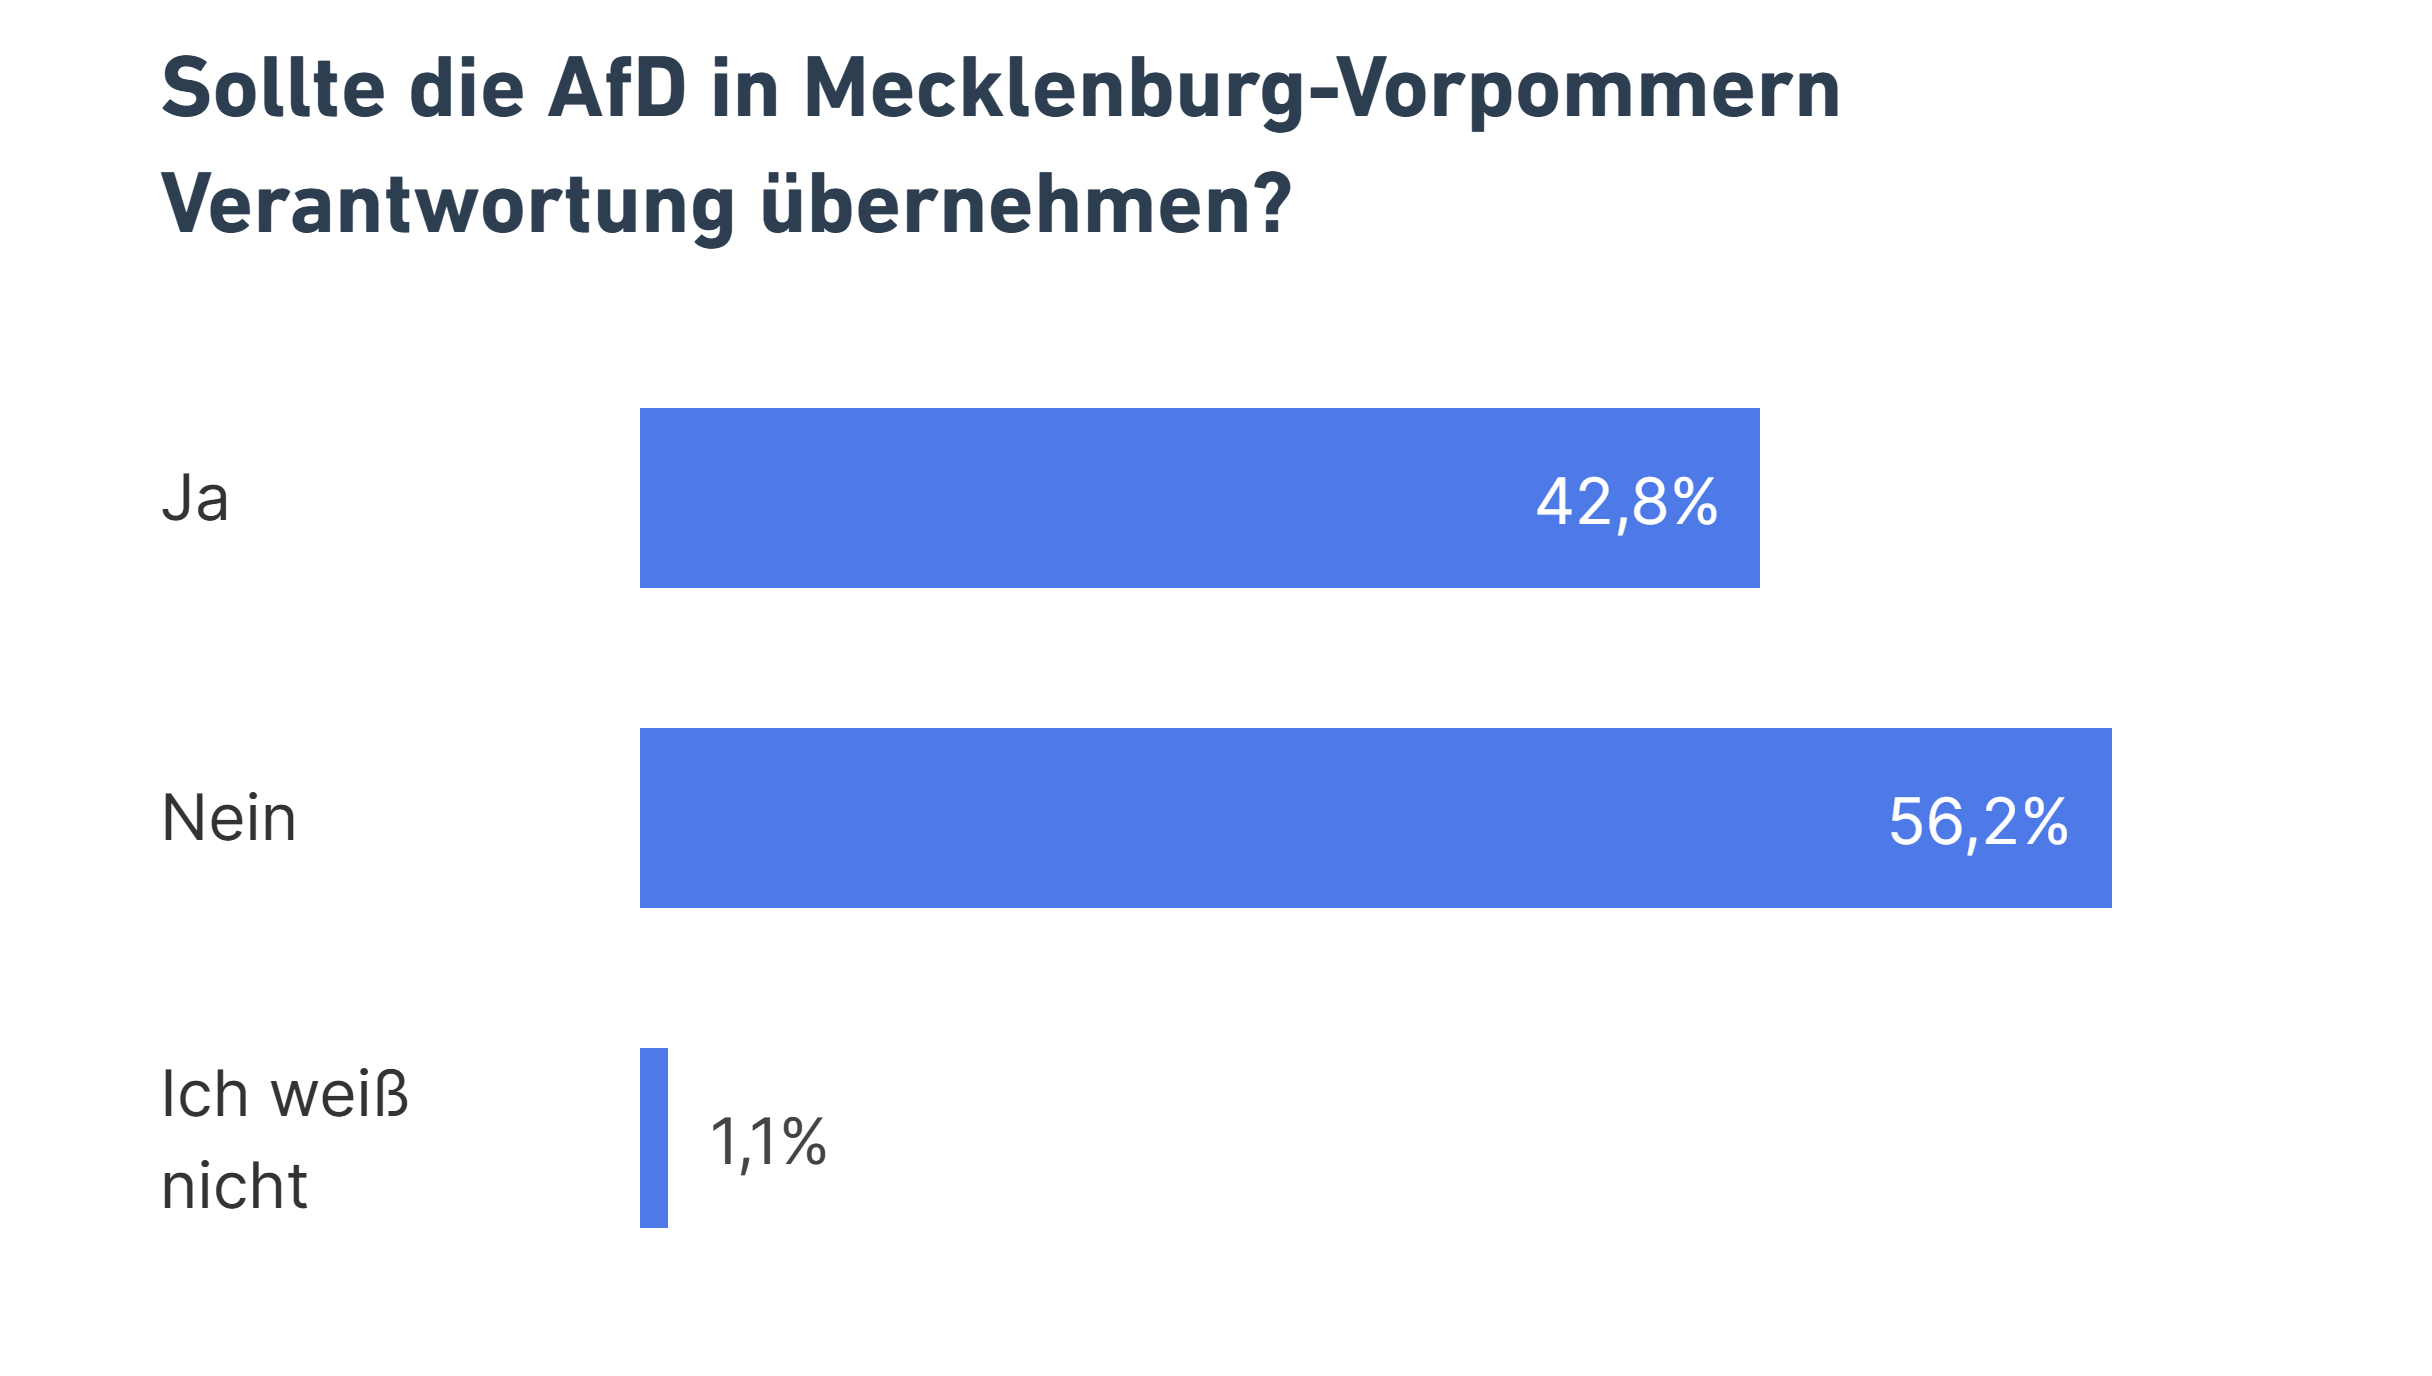 Sollte die AfD in Mecklenburg-Vorpommern
Verantwortung übernehmen?
Ja
42,8%
Nein
56,2%
Ich weiß
nicht
1,1%